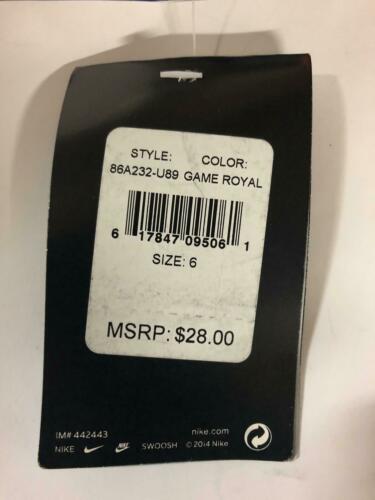 STYLE: COLOR:
86A232-U89 GAME ROYAL
6 17847 09506 1
SIZE: 6
MSRP: $28.00
IM# 442443 nike.com
NIKE NIKE SWOOSH © 2014 Nike